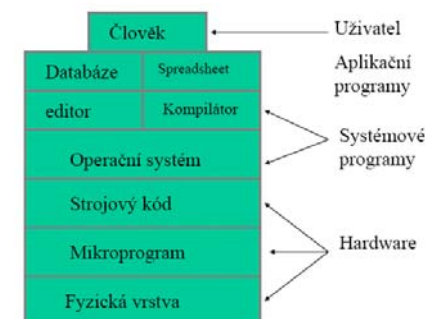 Člověk
Uživatel
Databáze
Spreadsheet
Aplikační
programy
editor
Kompilátor
Systémové
programy
Operační systém
Strojový kód
Mikroprogram
Hardware
Fyzická vrstva